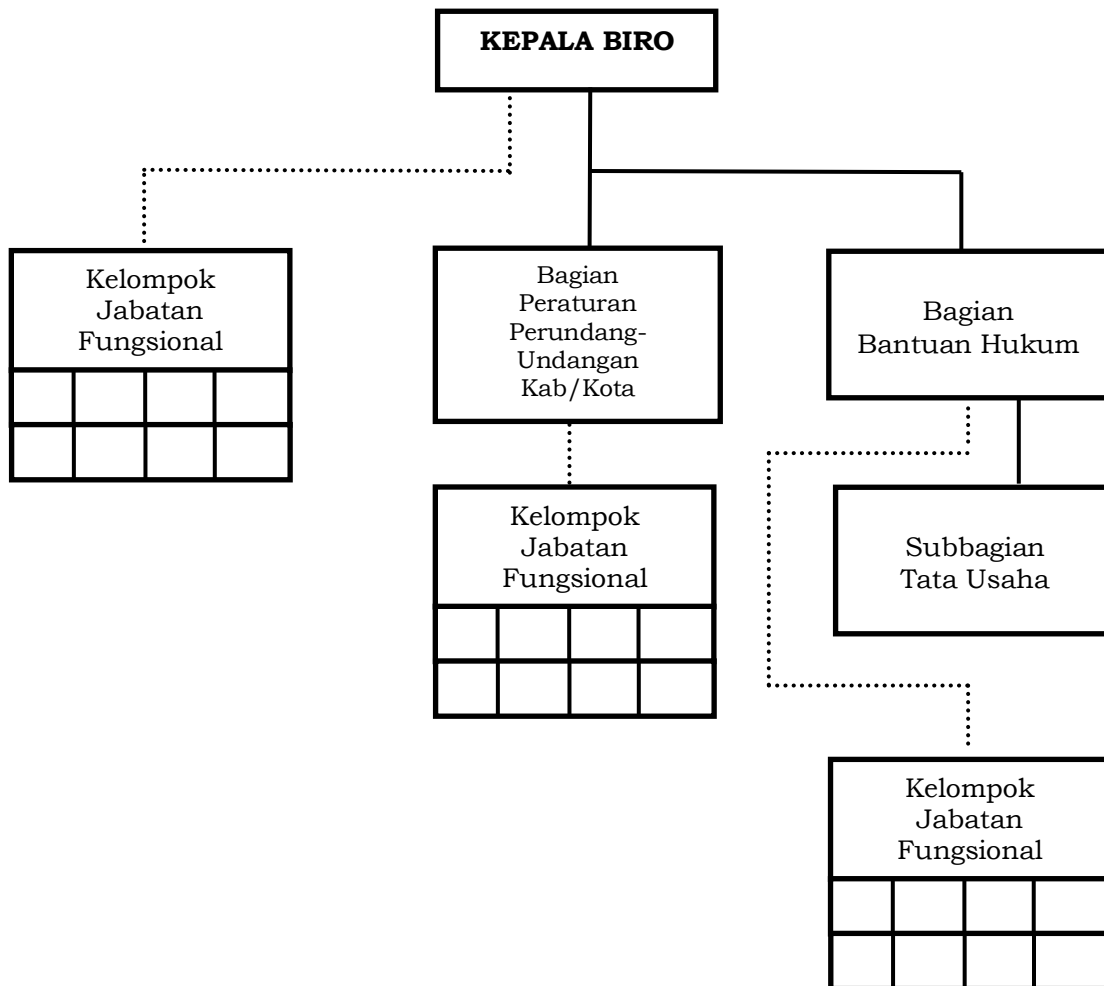 KEPALA BIRO
Kelompok
Jabatan
Fungsional
Bagian
Peraturan
Perundang-
Undangan
Kab/Kota
Bagian
Bantuan Hukum
Kelompok
Jabatan
Fungsional
Subbagian
Tata Usaha
Kelompok
Jabatan
Fungsional